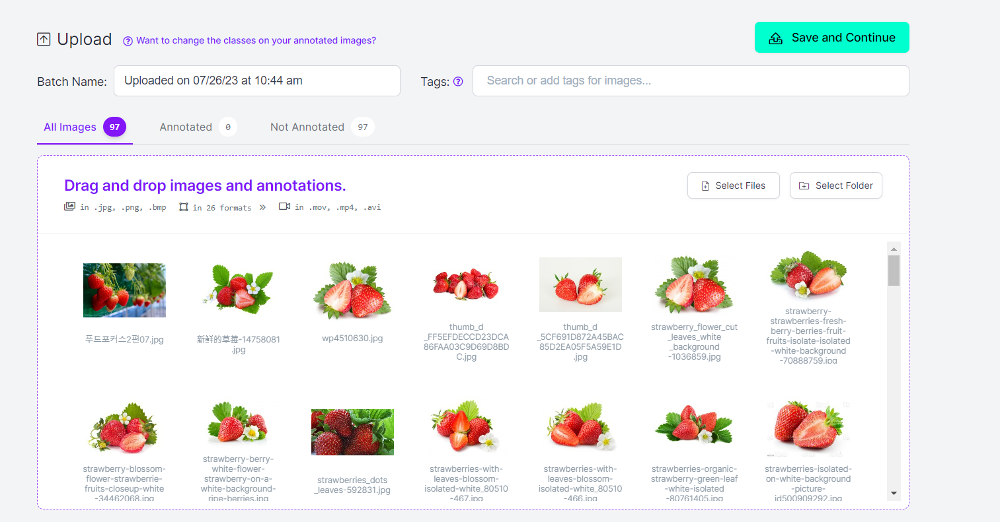 Upload
Want to change the classes on your annotated images?
Save and Continue
Batch Name:
Uploaded on 07/26/23 at 10:44 am
Tags:
Search or add tags for images...
All Images 97
Annotated 0
Not Annotated 97
Drag and drop images and annotations.
in .jpg, .png, .bmp
in 26 formats »
in .mov, .mp4, .avi
Select Files
Select Folder
푸드포커스2편07.jpg
新鲜的草莓-14758081
.jpg
wp4510630.jpg
thumb_d
_FF5EFDECCD23DCA
86FAA03C9D69D8BD
C.jpg
thumb_d
_5CF691D872A45BAC
85D2EA05F5A59E1D
.jpg
strawberry_flower_cut
_leaves_white
_background
-1036859.jpg
strawberry-
strawberries-fresh-
berry-berries-fruit-
fruits-isolate-isolated
-white-background
-70888759.jpg
strawberry-blossom-
flower-strawberrie-
fruits-closeup-white
-34462068.jpg
strawberry-berry-
white-flower-
strawberry-on-a-
white-background-
ripe-berries.jpg
strawberries_dots
_leaves-592831.jpg
strawberries-with-
leaves-blossom-
isolated-white_80510
-467.jpg
strawberries-with-
leaves-blossom-
isolated-white_80510
-466.jpg
strawberries-organic-
strawberry-green-leaf
-white-isolated
-80761405.jpg
strawberries-isolated-
on-white-background
-picture-
id500909292.jpg